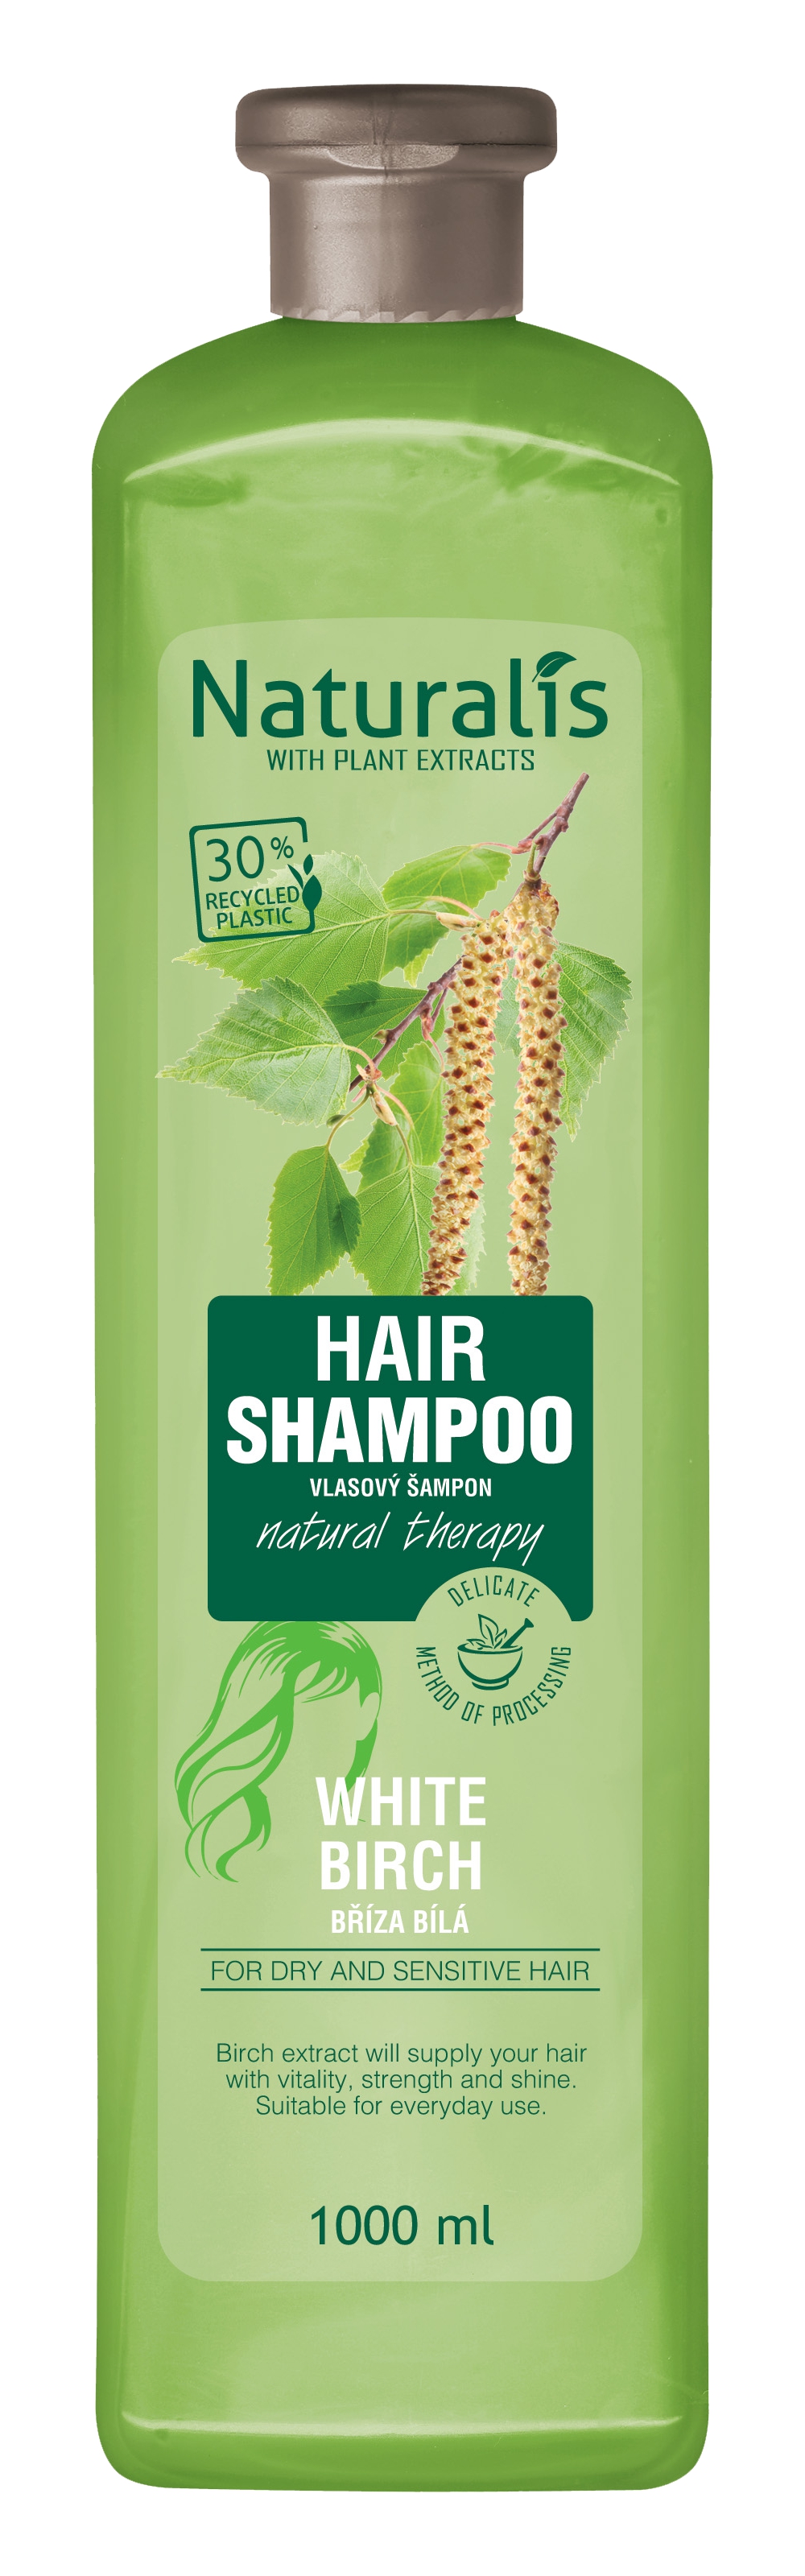 Naturalis
WITH PLANT EXTRACTS
30%
RECYCLED
PLASTIC
HAIR
SHAMPOO
VLASOVÝ ŠAMPON
natural therapy
DELICATE
METHOD OF PROCESSING
WHITE
BIRCH
BŘÍZA BÍLÁ
FOR DRY AND SENSITIVE HAIR
Birch extract will supply your hair
with vitality, strength and shine.
Suitable for everyday use.
1000 ml